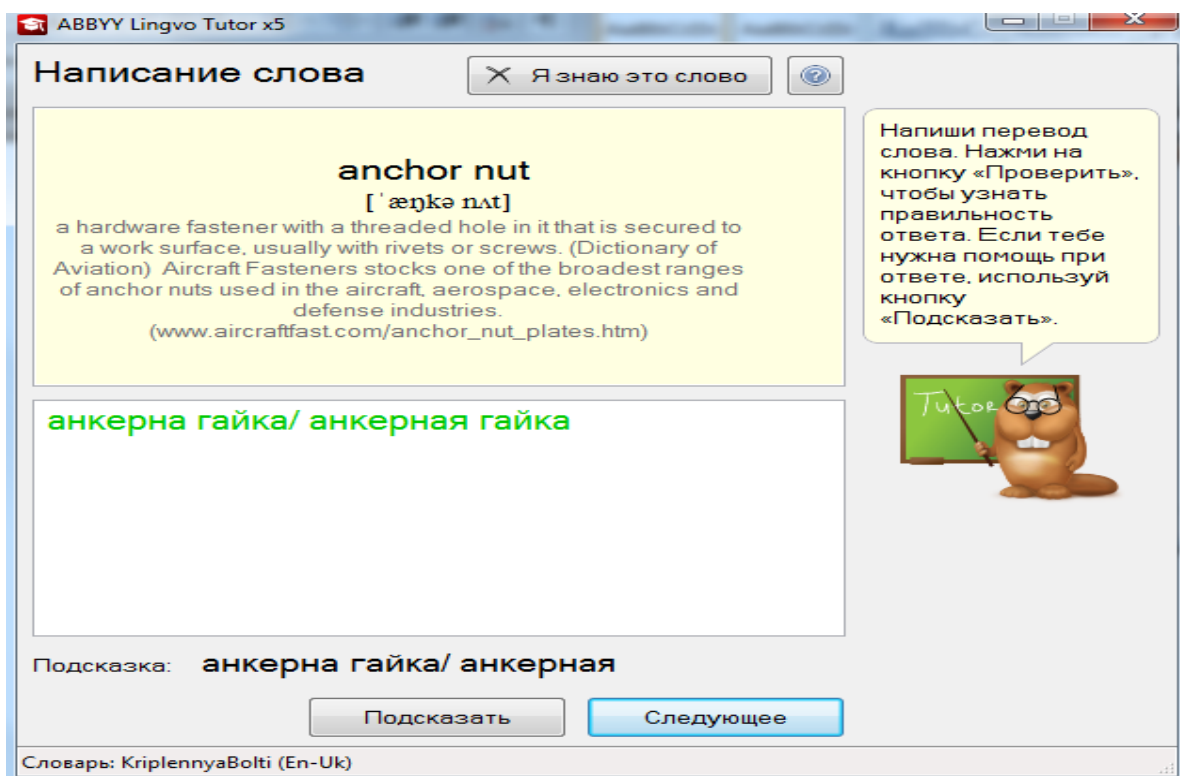 ABBYY Lingvo Tutor x5
Написание слова
Я знаю это слово
?
anchor nut
[ˈæŋkə nʌt]
a hardware fastener with a threaded hole in it that is secured to
a work surface, usually with rivets or screws. (Dictionary of
Aviation)  Aircraft Fasteners stocks one of the broadest ranges
of anchor nuts used in the aircraft, aerospace, electronics and
defense industries.
(www.aircraftfast.com/anchor_nut_plates.htm)
Напиши перевод
слова. Нажми на
кнопку «Проверить»,
чтобы узнать
правильность
ответа. Если тебе
нужна помощь при
ответе, используй
кнопку
«Подсказать».
Tutor
анкерна гайка/ анкерная гайка
Подсказка: анкерна гайка/ анкерная
Подсказать
Следующее
Словарь: KriplennyaBolti (En-Uk)